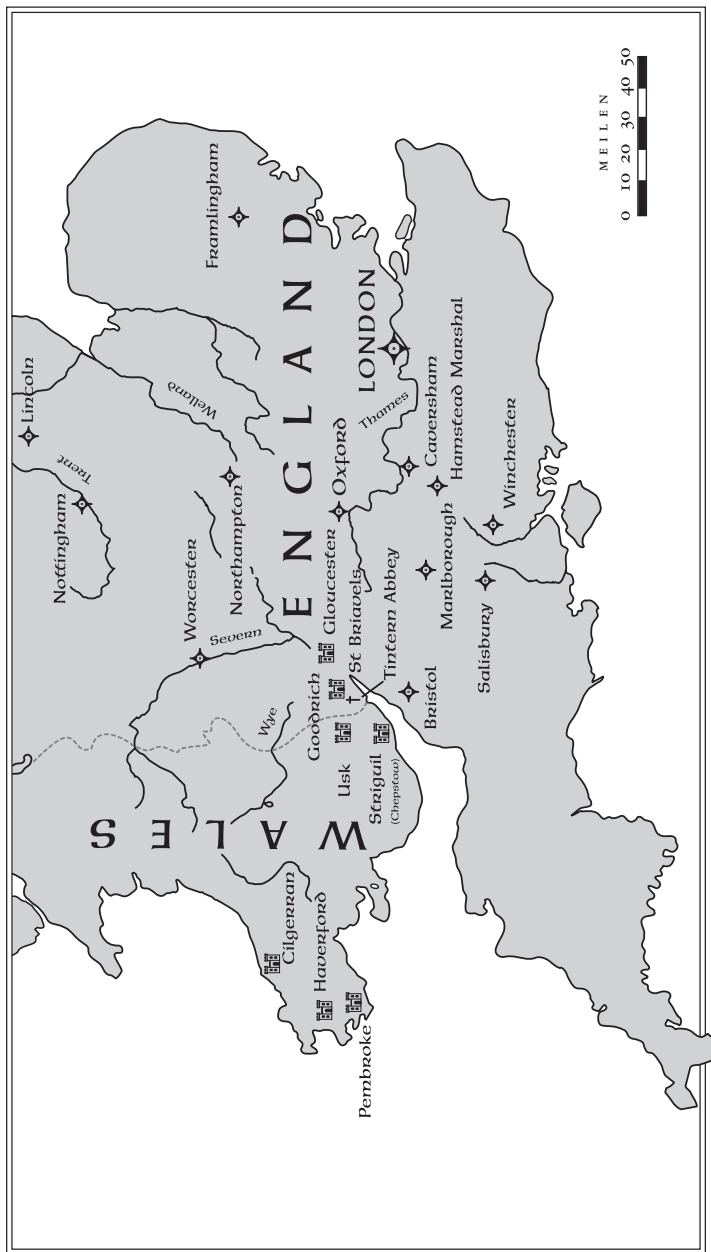 Lincoln
Trent
Nottingham
Framlingham
Welland
Northampton
Worcester
Severn
ENGLAND
WALES
Wye
Goodrich
Gloucester
St Briavels
Tintern Abbey
Usk
Striguil
(Chepstow)
Oxford
Thames
LONDON
Caversham
Hamstead Marshal
Marlborough
Winchester
Salisbury
Bristol
Cilgerran
Haverford
Pembroke
MEILEN
0 10 20 30 40 50